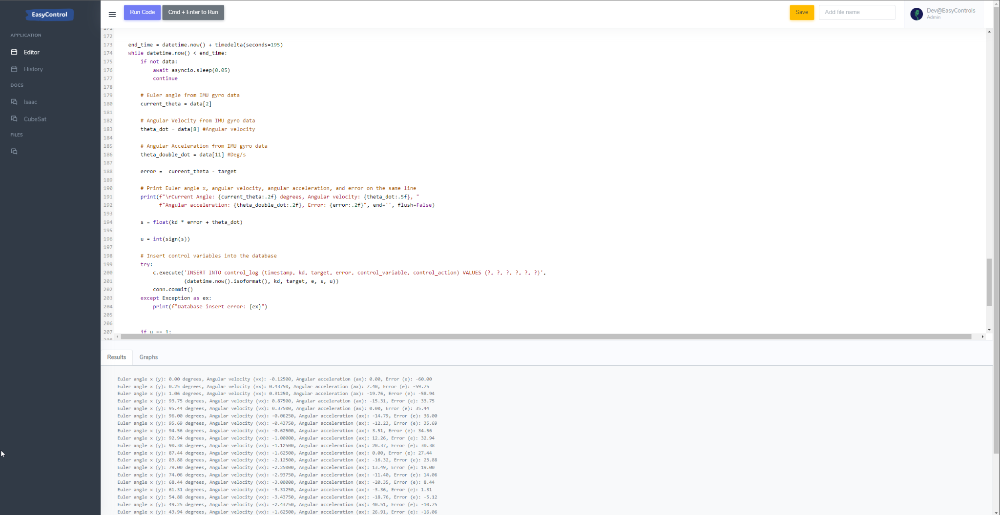 EasyControl
Run Code
Cmd + Enter to Run
Save
Add file name
Dev@EasyControls
Admin
APPLICATION
Editor
History
DOCS
Isaac
CubeSat
FILES
171
172
173 end_time = datetime.now() + timedelta(seconds=195)
174 while datetime.now() < end_time:
175 if not data:
176 await asyncio.sleep(0.05)
177 continue
178
179 # Euler angle from IMU gyro data
180 current_theta = data[2]
181
182 # Angular Velocity from IMU gyro data
183 theta_dot = data[8] #Angular velocity
184
185 # Angular Acceleration from IMU gyro data
186 theta_double_dot = data[11] #Deg/s
187
188 error =  current_theta - target
189
190 # Print Euler angle x, angular velocity, angular acceleration, and error on the same line
191 print(f"\rCurrent Angle: {current_theta:.2f} degrees, Angular velocity: {theta_dot:.5f}, "
192 f"Angular acceleration: {theta_double_dot:.2f}, Error: {error:.2f}", end='', flush=False)
193
194 s = float(kd * error + theta_dot)
195
196 u = int(sign(s))
197
198 # Insert control variables into the database
199 try:
200 c.execute('INSERT INTO control_log (timestamp, kd, target, error, control_variable, control_action) VALUES (?, ?, ?, ?, ?, ?)',
201 (datetime.now().isoformat(), kd, target, e, s, u))
202 conn.commit()
203 except Exception as ex:
204 print(f"Database insert error: {ex}")
205
206
207 if u == 1:
208
Results
Graphs
Euler angle x (y): 0.00 degrees, Angular velocity (vx): -0.12500, Angular acceleration (ax): 0.00, Error (e): -60.00
Euler angle x (y): 0.25 degrees, Angular velocity (vx): 0.43750, Angular acceleration (ax): 7.40, Error (e): -59.75
Euler angle x (y): 1.06 degrees, Angular velocity (vx): 0.31250, Angular acceleration (ax): -19.76, Error (e): -58.94
Euler angle x (y): 93.75 degrees, Angular velocity (vx): 0.87500, Angular acceleration (ax): -15.31, Error (e): 33.75
Euler angle x (y): 95.44 degrees, Angular velocity (vx): 0.37500, Angular acceleration (ax): 0.00, Error (e): 35.44
Euler angle x (y): 96.00 degrees, Angular velocity (vx): -0.06250, Angular acceleration (ax): -14.79, Error (e): 36.00
Euler angle x (y): 95.69 degrees, Angular velocity (vx): -0.43750, Angular acceleration (ax): -12.23, Error (e): 35.69
Euler angle x (y): 94.56 degrees, Angular velocity (vx): -0.62500, Angular acceleration (ax): 3.51, Error (e): 34.56
Euler angle x (y): 92.94 degrees, Angular velocity (vx): -1.00000, Angular acceleration (ax): 12.26, Error (e): 32.94
Euler angle x (y): 90.38 degrees, Angular velocity (vx): -1.12500, Angular acceleration (ax): 20.37, Error (e): 30.38
Euler angle x (y): 87.44 degrees, Angular velocity (vx): -1.62500, Angular acceleration (ax): 0.00, Error (e): 27.44
Euler angle x (y): 83.88 degrees, Angular velocity (vx): -2.12500, Angular acceleration (ax): -16.32, Error (e): 23.88
Euler angle x (y): 79.00 degrees, Angular velocity (vx): -2.25000, Angular acceleration (ax): 13.49, Error (e): 19.00
Euler angle x (y): 74.06 degrees, Angular velocity (vx): -2.93750, Angular acceleration (ax): -11.40, Error (e): 14.06
Euler angle x (y): 68.44 degrees, Angular velocity (vx): -3.00000, Angular acceleration (ax): -20.35, Error (e): 8.44
Euler angle x (y): 61.31 degrees, Angular velocity (vx): -3.31250, Angular acceleration (ax): -3.36, Error (e): 1.31
Euler angle x (y): 54.88 degrees, Angular velocity (vx): -3.43750, Angular acceleration (ax): -18.76, Error (e): -5.12
Euler angle x (y): 49.25 degrees, Angular velocity (vx): -2.43750, Angular acceleration (ax): 40.51, Error (e): -10.75
Euler angle x (y): 43.94 degrees, Angular velocity (vx): -1.62500, Angular acceleration (ax): 26.91, Error (e): -16.06